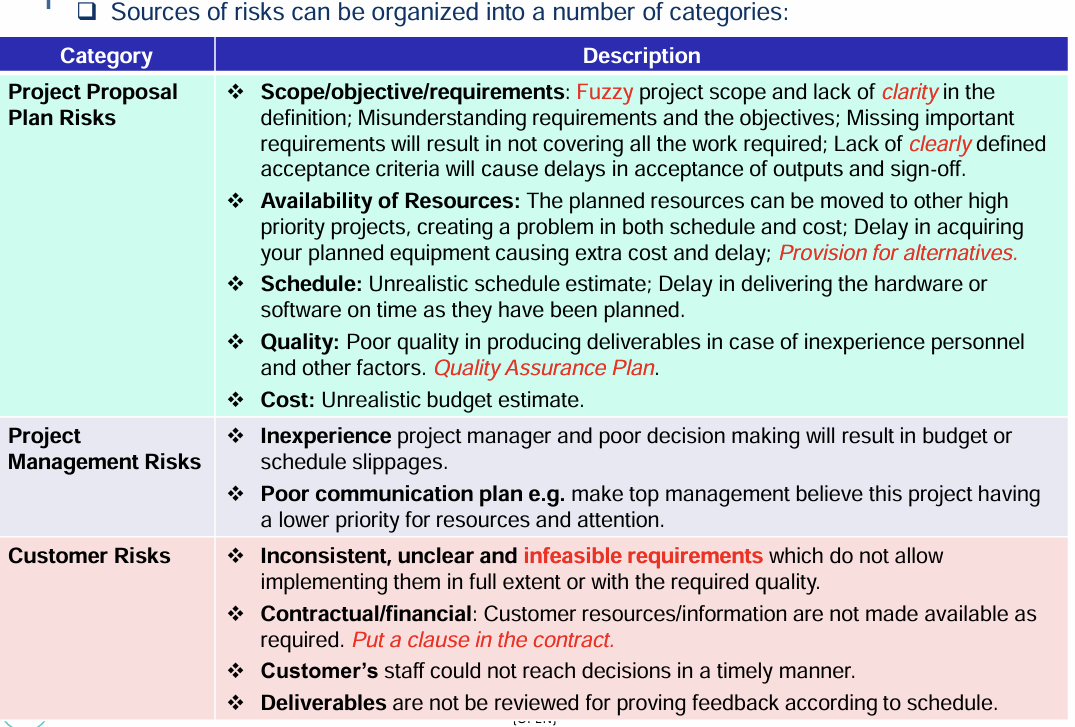 ❑ Sources of risks can be organized into a number of categories:
Category
Description
Project Proposal
Plan Risks
❖ Scope/objective/requirements: Fuzzy project scope and lack of clarity in the
definition; Misunderstanding requirements and the objectives; Missing important
requirements will result in not covering all the work required; Lack of clearly defined
acceptance criteria will cause delays in acceptance of outputs and sign-off.
❖ Availability of Resources: The planned resources can be moved to other high
priority projects, creating a problem in both schedule and cost; Delay in acquiring
your planned equipment causing extra cost and delay; Provision for alternatives.
❖ Schedule: Unrealistic schedule estimate; Delay in delivering the hardware or
software on time as they have been planned.
❖ Quality: Poor quality in producing deliverables in case of inexperience personnel
and other factors. Quality Assurance Plan.
❖ Cost: Unrealistic budget estimate.
Project
Management Risks
❖ Inexperience project manager and poor decision making will result in budget or
schedule slippages.
❖ Poor communication plan e.g. make top management believe this project having
a lower priority for resources and attention.
Customer Risks
❖ Inconsistent, unclear and infeasible requirements which do not allow
implementing them in full extent or with the required quality.
❖ Contractual/financial: Customer resources/information are not made available as
required. Put a clause in the contract.
❖ Customer's staff could not reach decisions in a timely manner.
❖ Deliverables are not be reviewed for proving feedback according to schedule.